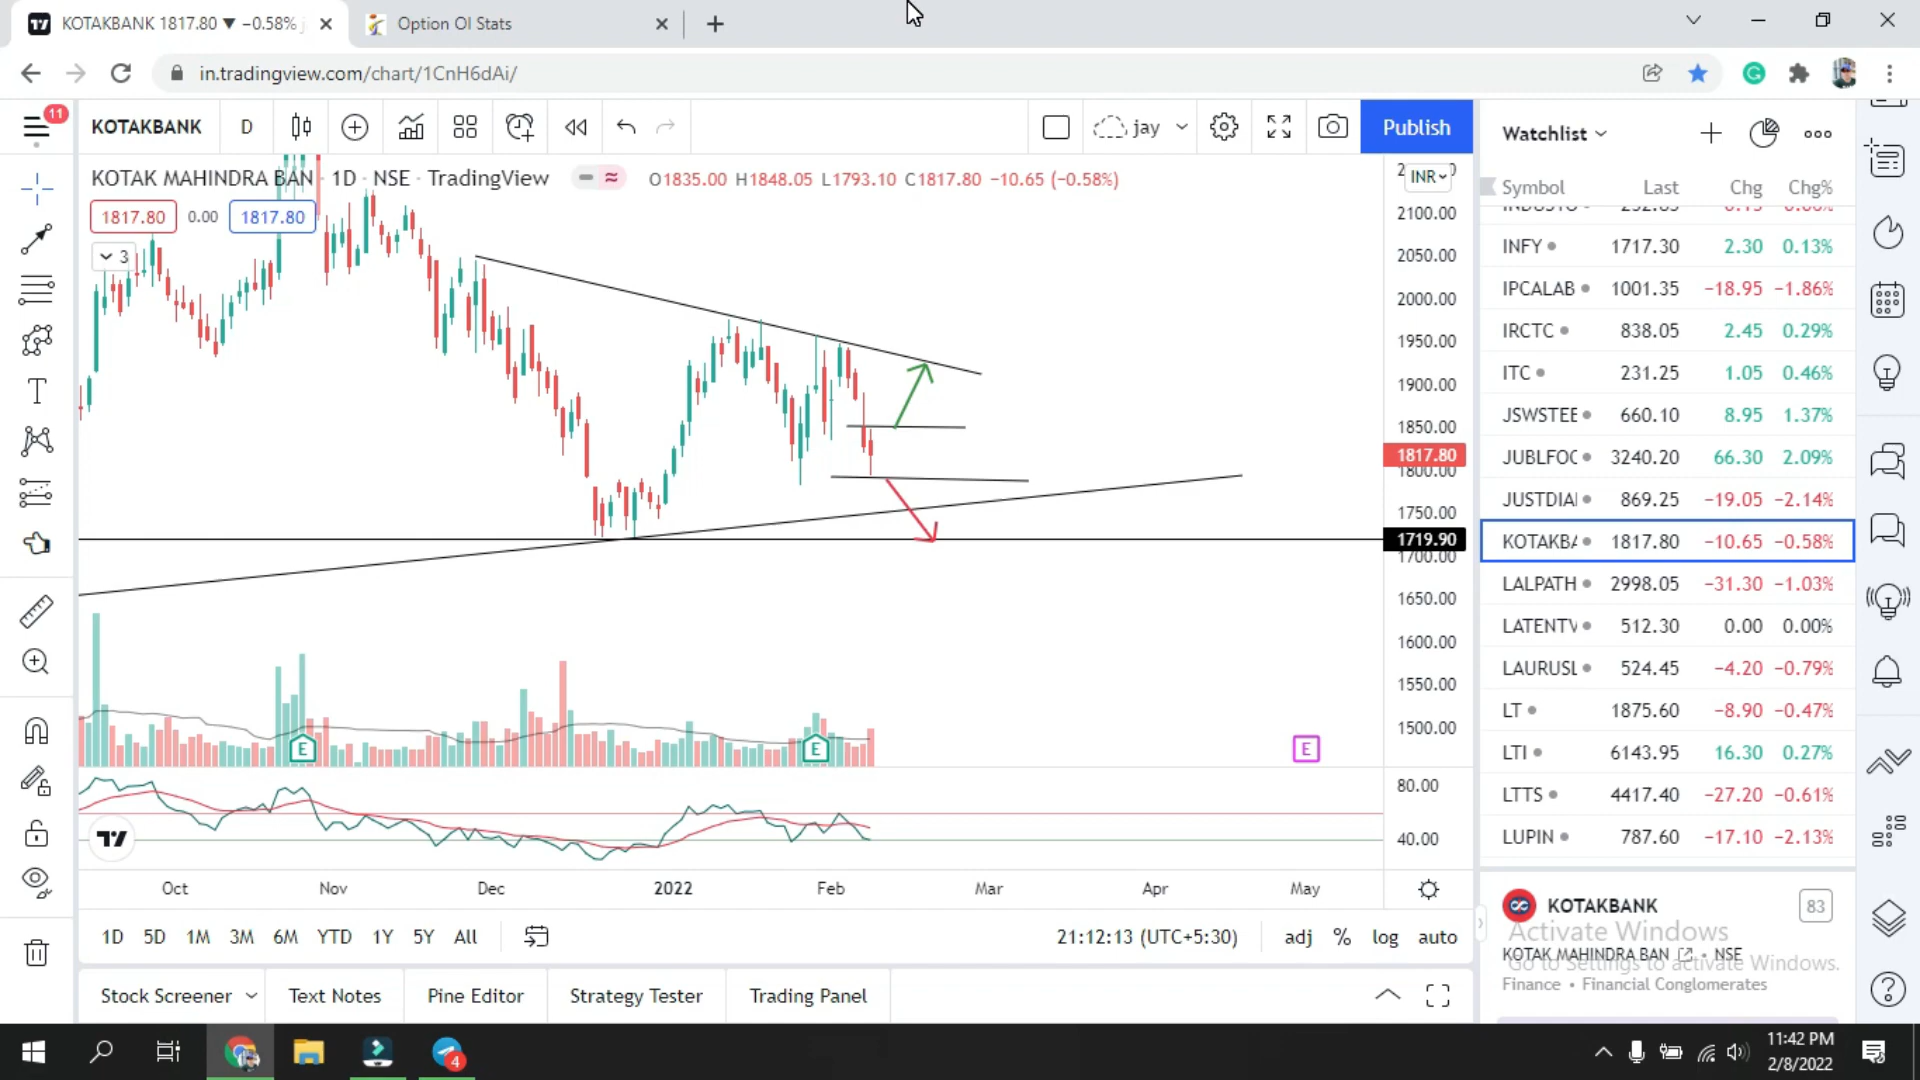 KOTAKBANK 1817.80 ▼ −0.58%
Option OI Stats
in.tradingview.com/chart/1CnH6dAi/
11
KOTAKBANK
D
jay
Publish
KOTAK MAHINDRA BAN · 1D · NSE · TradingView
O1835.00 H1848.05 L1793.10 C1817.80 −10.65 (−0.58%)
1817.80 0.00 1817.80
3
INR
2100.00
2050.00
2000.00
1950.00
1900.00
1850.00
1817.80
1800.00
1750.00
1719.90
1700.00
1650.00
1600.00
1550.00
1500.00
E
E
E
80.00
40.00
Oct Nov Dec 2022 Feb Mar Apr May
1D 5D 1M 3M 6M YTD 1Y 5Y All
21:12:13 (UTC+5:30)
adj % log auto
Stock Screener
Text Notes
Pine Editor
Strategy Tester
Trading Panel
Watchlist
Symbol Last Chg Chg%
INFY 1717.30 2.30 0.13%
IPCALAB 1001.35 −18.95 −1.86%
IRCTC 838.05 2.45 0.29%
ITC 231.25 1.05 0.46%
JSWSTEE 660.10 8.95 1.37%
JUBLFOC 3240.20 66.30 2.09%
JUSTDIAI 869.25 −19.05 −2.14%
KOTAKBA 1817.80 −10.65 −0.58%
LALPATH 2998.05 −31.30 −1.03%
LATENTV 512.30 0.00 0.00%
LAURUSL 524.45 −4.20 −0.79%
LT 1875.60 −8.90 −0.47%
LTI 6143.95 16.30 0.27%
LTTS 4417.40 −27.20 −0.61%
LUPIN 787.60 −17.10 −2.13%
KOTAKBANK
83
Activate Windows
KOTAK MAHINDRA BAN • NSE
Go to Settings to activate Windows.
Finance • Financial Conglomerates
4
11:42 PM
2/8/2022